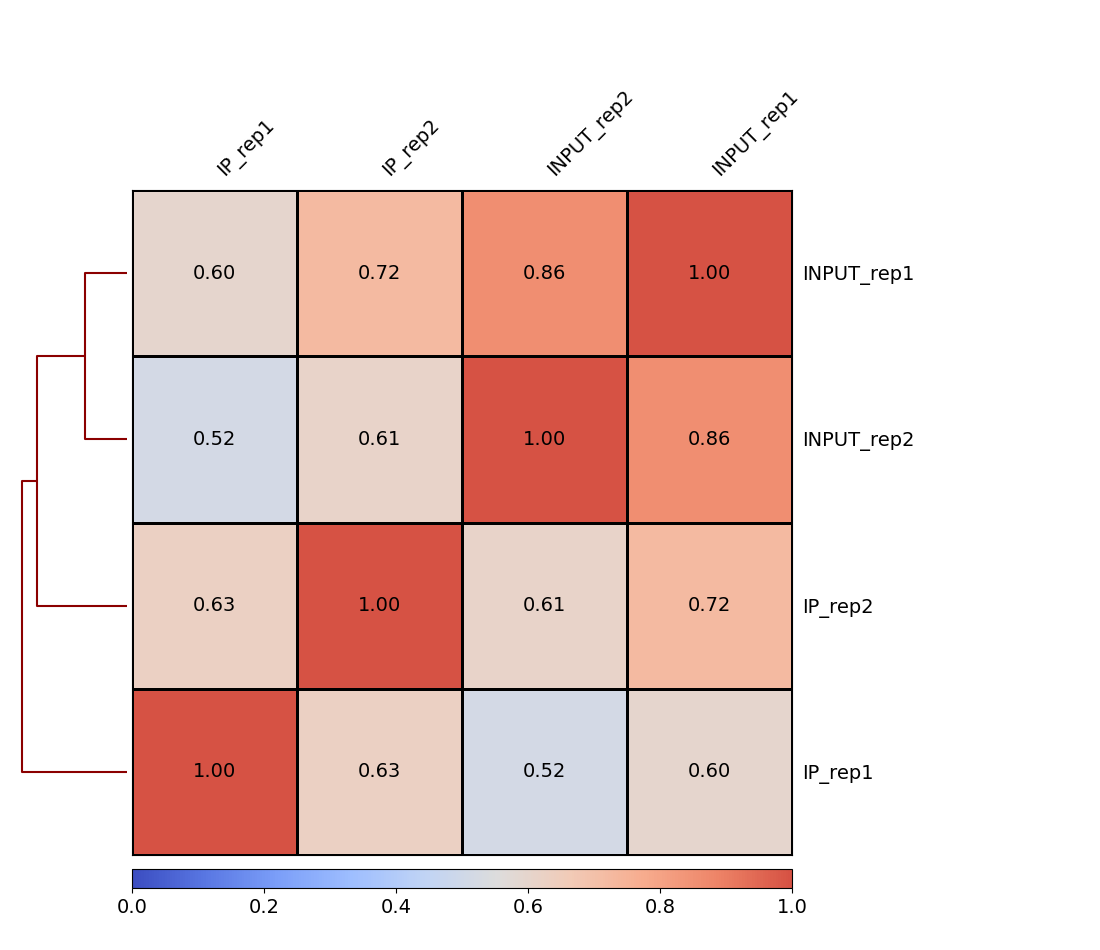 IP_rep1 IP_rep2 INPUT_rep2 INPUT_rep1
0.60 0.72 0.86 1.00 INPUT_rep1
0.52 0.61 1.00 0.86 INPUT_rep2
0.63 1.00 0.61 0.72 IP_rep2
1.00 0.63 0.52 0.60 IP_rep1
0.0 0.2 0.4 0.6 0.8 1.0